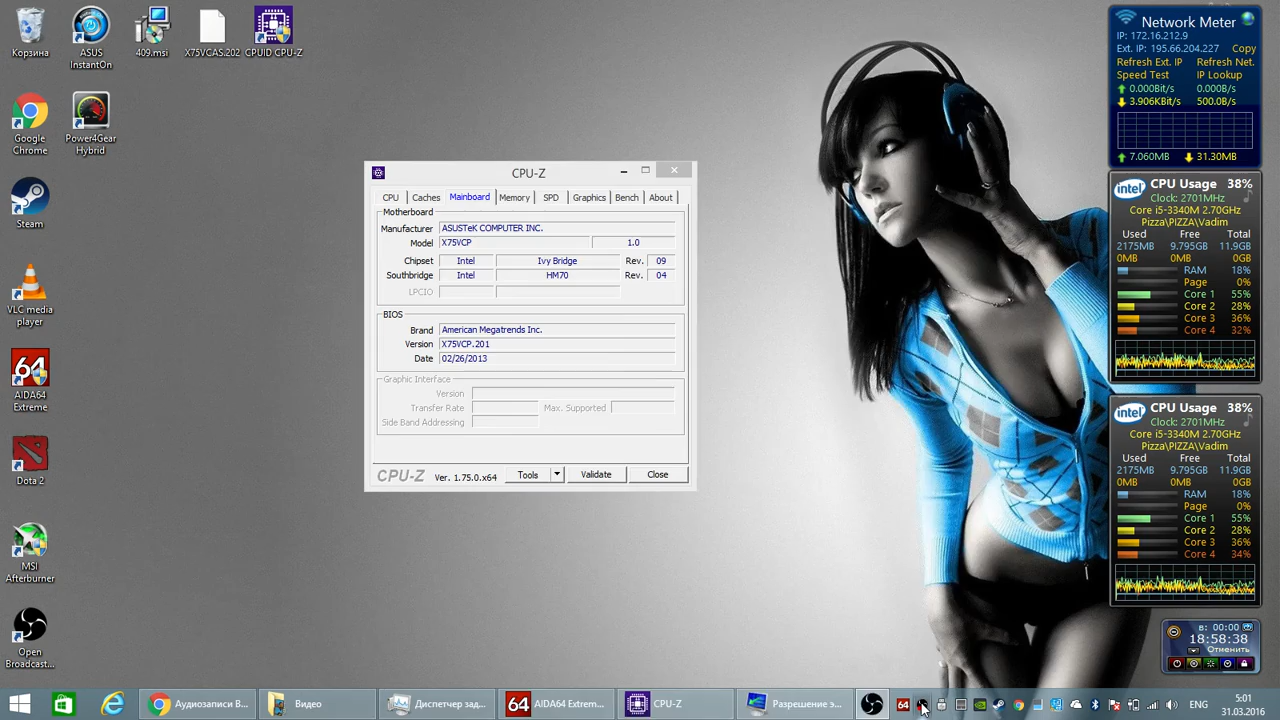 Корзина
ASUS InstantOn
409.msi
X75VCAS.202
CPUID CPU-Z
Google Chrome
Power4Gear Hybrid
Steam
VLC media player
AIDA64 Extreme
Dota 2
MSI Afterburner
Open Broadcast...
CPU-Z
CPU Caches Mainboard Memory SPD Graphics Bench About
Motherboard
Manufacturer ASUSTeK COMPUTER INC.
Model X75VCP 1.0
Chipset Intel Ivy Bridge Rev. 09
Southbridge Intel HM70 Rev. 04
LPCIO
BIOS
Brand American Megatrends Inc.
Version X75VCP.201
Date 02/26/2013
Graphic Interface
Version
Transfer Rate Max. Supported
Side Band Addressing
CPU-Z Ver. 1.75.0.x64 Tools Validate Close
Network Meter
IP: 172.16.212.9
Ext. IP: 195.66.204.227 Copy
Refresh Ext. IP Refresh Net.
Speed Test IP Lookup
0.000Bit/s 0.000B/s
3.906KBit/s 500.0B/s
7.060MB 31.30MB
intel CPU Usage 38%
Clock: 2701MHz
Core i5-3340M 2.70GHz
Pizza\PIZZA\Vadim
Used Free Total
2175MB 9.795GB 11.9GB
0MB 0MB 0GB
RAM 18%
Page 0%
Core 1 55%
Core 2 28%
Core 3 36%
Core 4 32%
intel CPU Usage 38%
Clock: 2701MHz
Core i5-3340M 2.70GHz
Pizza\PIZZA\Vadim
Used Free Total
2175MB 9.795GB 11.9GB
0MB 0MB 0GB
RAM 18%
Page 0%
Core 1 55%
Core 2 28%
Core 3 36%
Core 4 34%
в: 00:00
18:58:38
Отменить
Аудиозаписи В...
Видео
Диспетчер зад...
64 AIDA64 Extrem...
CPU-Z
Разрешение э...
64
ENG
5:01
31.03.2016